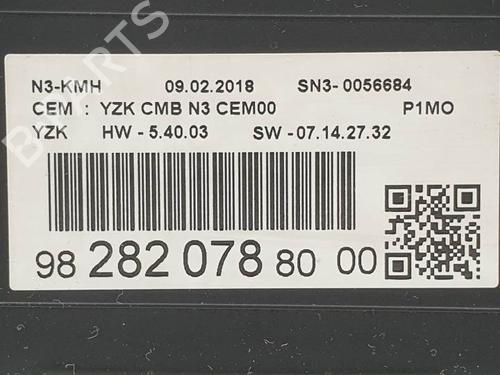 N3-KMH 09.02.2018 SN3- 0056684
CEM : YZK CMB N3 CEM00 P1MO
YZK HW - 5.40.03 SW - 07.14.27.32
98 282 078 80 00